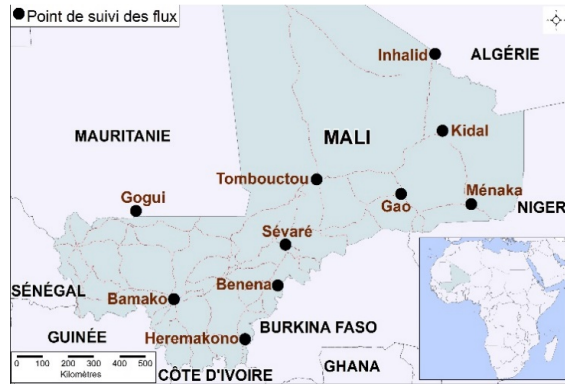 Point de suivi des flux
Inhalid
ALGÉRIE
Kidal
MAURITANIE
MALI
Tombouctou
Ménaka
Gao
Gogui
NIGER
Sévaré
Benena
SÉNÉGAL
Bamako
BURKINA FASO
GUINÉE
Heremakono
0 100 200 300 400 500
Kilomètres
GHANA
CÔTE D'IVOIRE